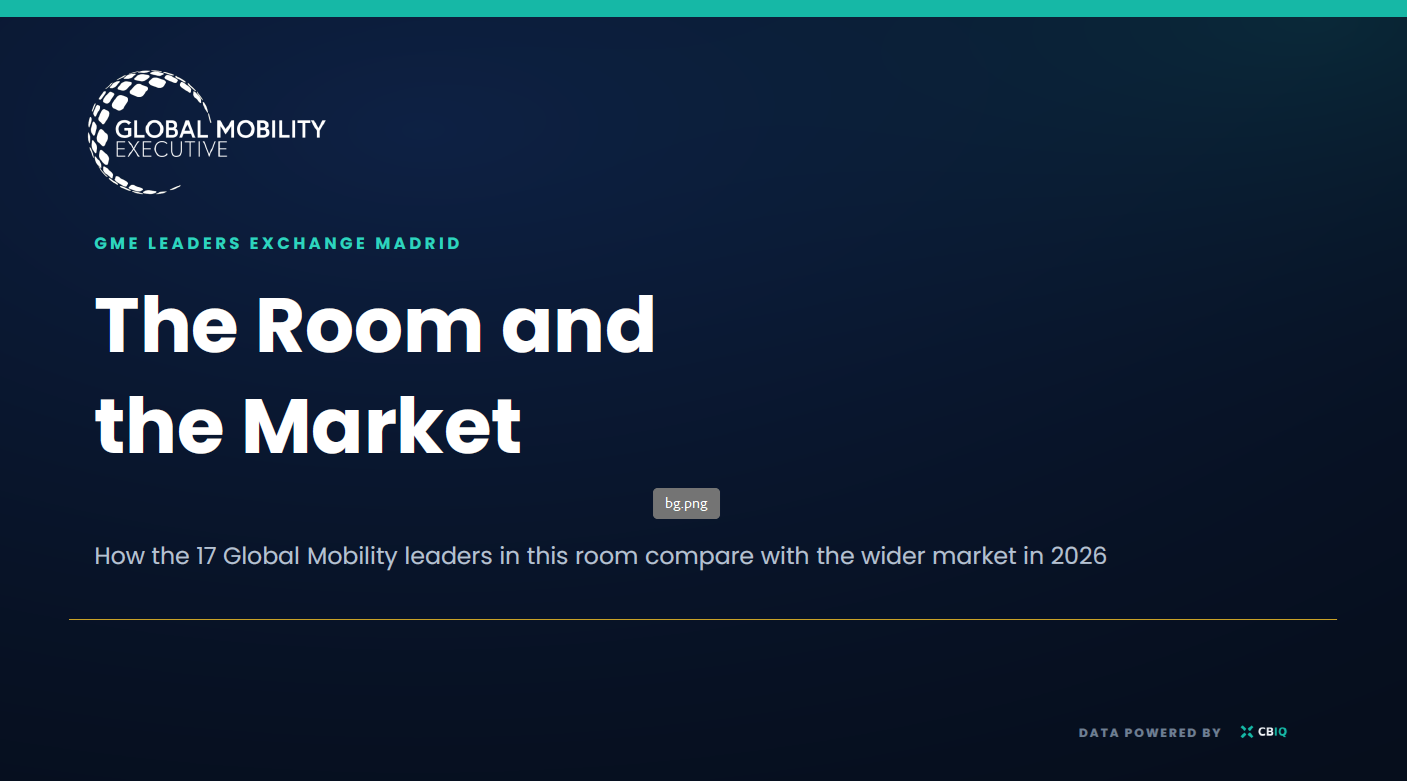 GLOBAL MOBILITY
EXECUTIVE
GME LEADERS EXCHANGE MADRID
The Room and
the Market
bg.png
How the 17 Global Mobility leaders in this room compare with the wider market in 2026
DATA POWERED BY CBIQ